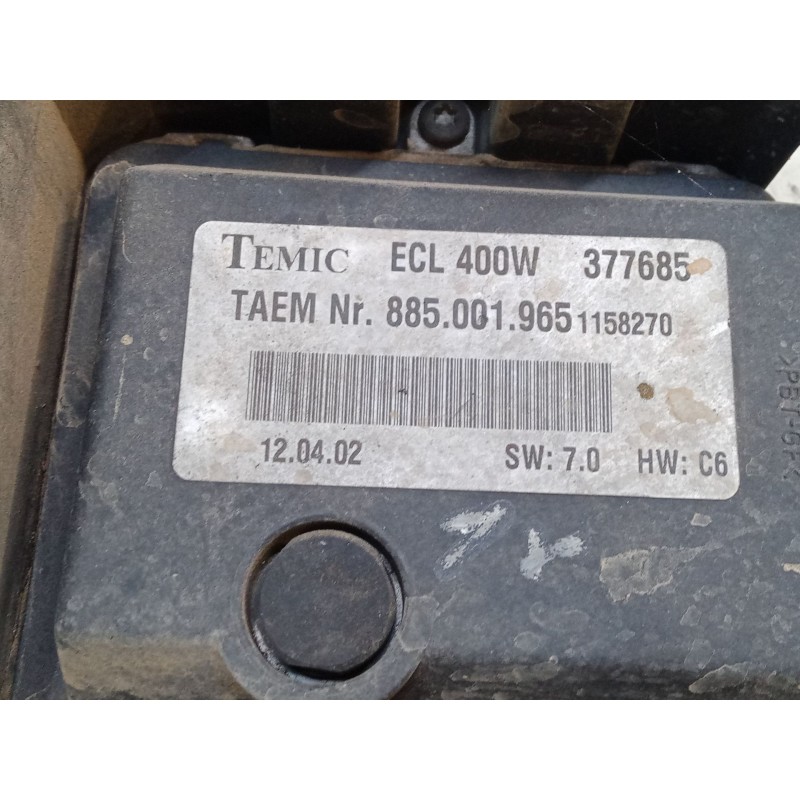 TEMIC ECL 400W 377685
TAEM Nr. 885.001.965 1158270
12.04.02 SW: 7.0 HW: C6